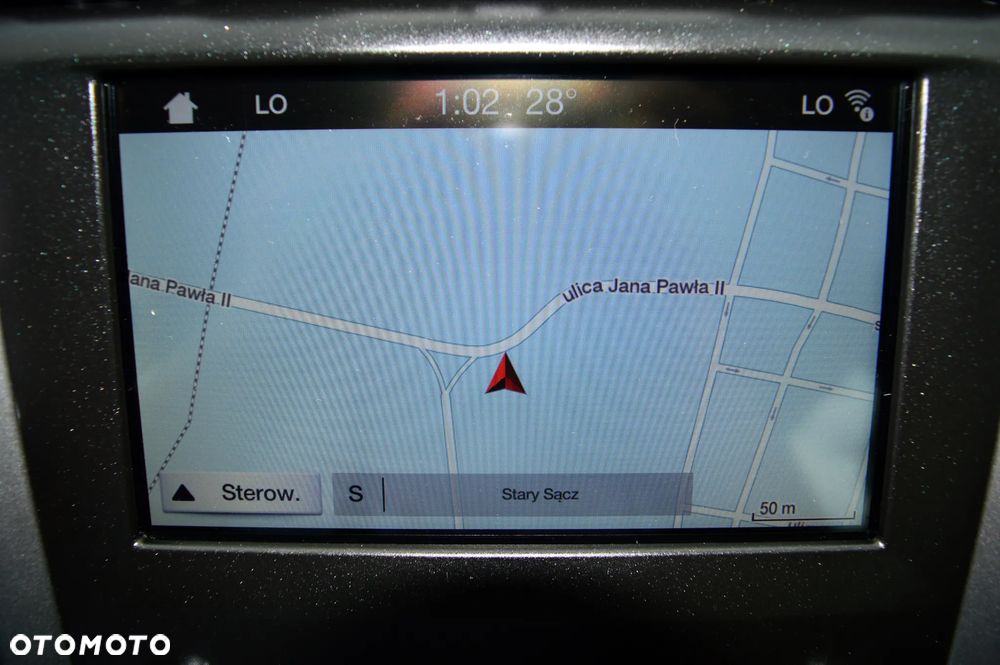 LO 1:02 28° LO
Jana Pawła II
ulica Jana Pawła II
Sterow. S Stary Sącz
50 m
OTOMOTO